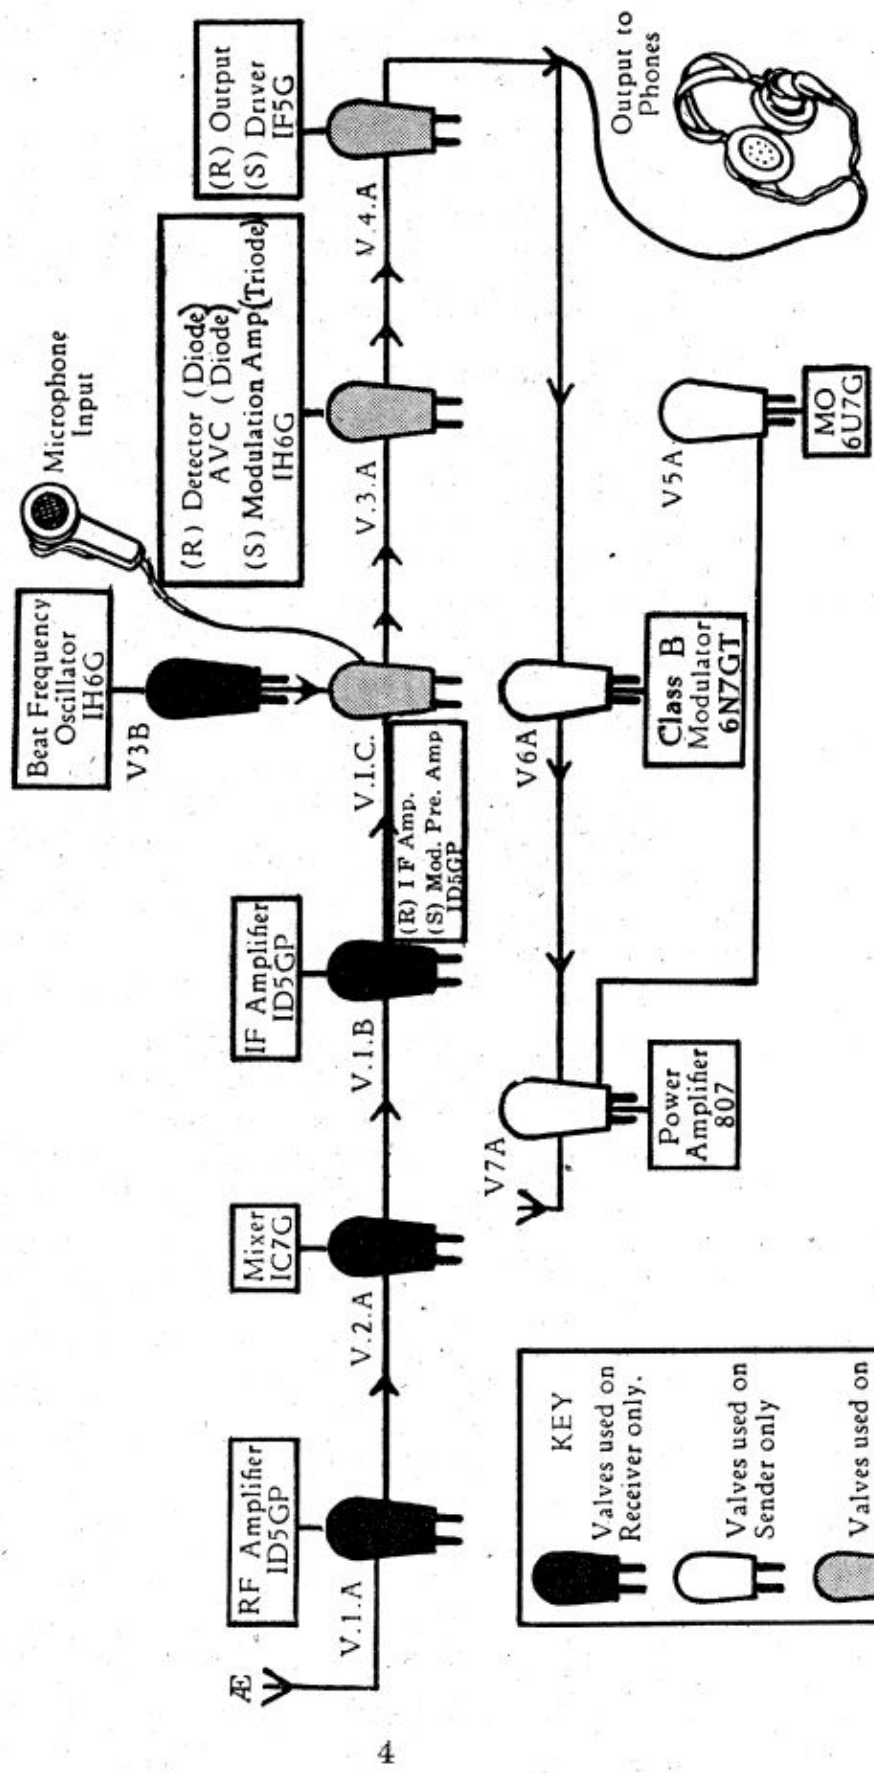 Æ
V.1.A
RF Amplifier
ID5GP
V.2.A
Mixer
IC7G
V.1.B
IF Amplifier
ID5GP
V.I.C.
(R) I F Amp.
(S) Mod. Pre. Amp
ID5GP
Beat Frequency
Oscillator
IH6G
V3B
Microphone
Input
V.3.A
(R) Detector (Diode)
AVC (Diode)
(S) Modulation Amp (Triode)
IH6G
V.4.A
(R) Output
(S) Driver
IF5G
Output to
Phones
V7A
Power
Amplifier
807
V6A
Class B
Modulator
6N7GT
V5A
MO
6U7G
KEY
Valves used on
Receiver only.
Valves used on
Sender only
Valves used on
4